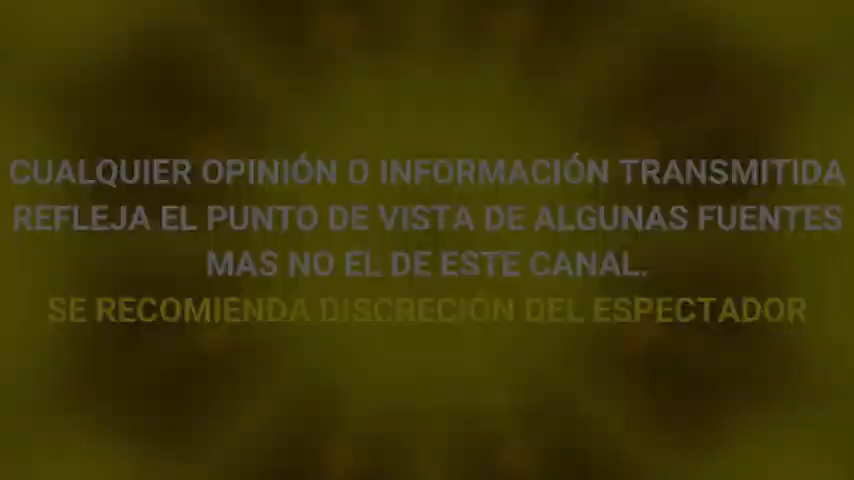 CUALQUIER OPINIÓN O INFORMACIÓN TRANSMITIDA
REFLEJA EL PUNTO DE VISTA DE ALGUNAS FUENTES
MAS NO EL DE ESTE CANAL.
SE RECOMIENDA DISCRECIÓN DEL ESPECTADOR